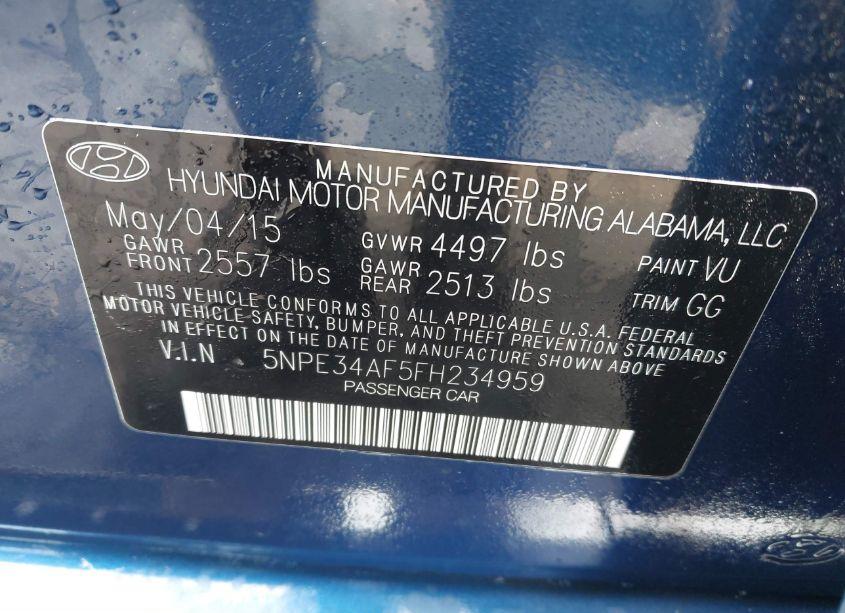 MANUFACTURED BY
HYUNDAI MOTOR MANUFACTURING ALABAMA, LLC
May/04/15 GVWR 4497 lbs PAINT VU
GAWR FRONT 2557 lbs GAWR REAR 2513 lbs TRIM GG
THIS VEHICLE CONFORMS TO ALL APPLICABLE U.S.A. FEDERAL
MOTOR VEHICLE SAFETY, BUMPER, AND THEFT PREVENTION STANDARDS
IN EFFECT ON THE DATE OF MANUFACTURE SHOWN ABOVE
V.I.N 5NPE34AF5FH234959
PASSENGER CAR